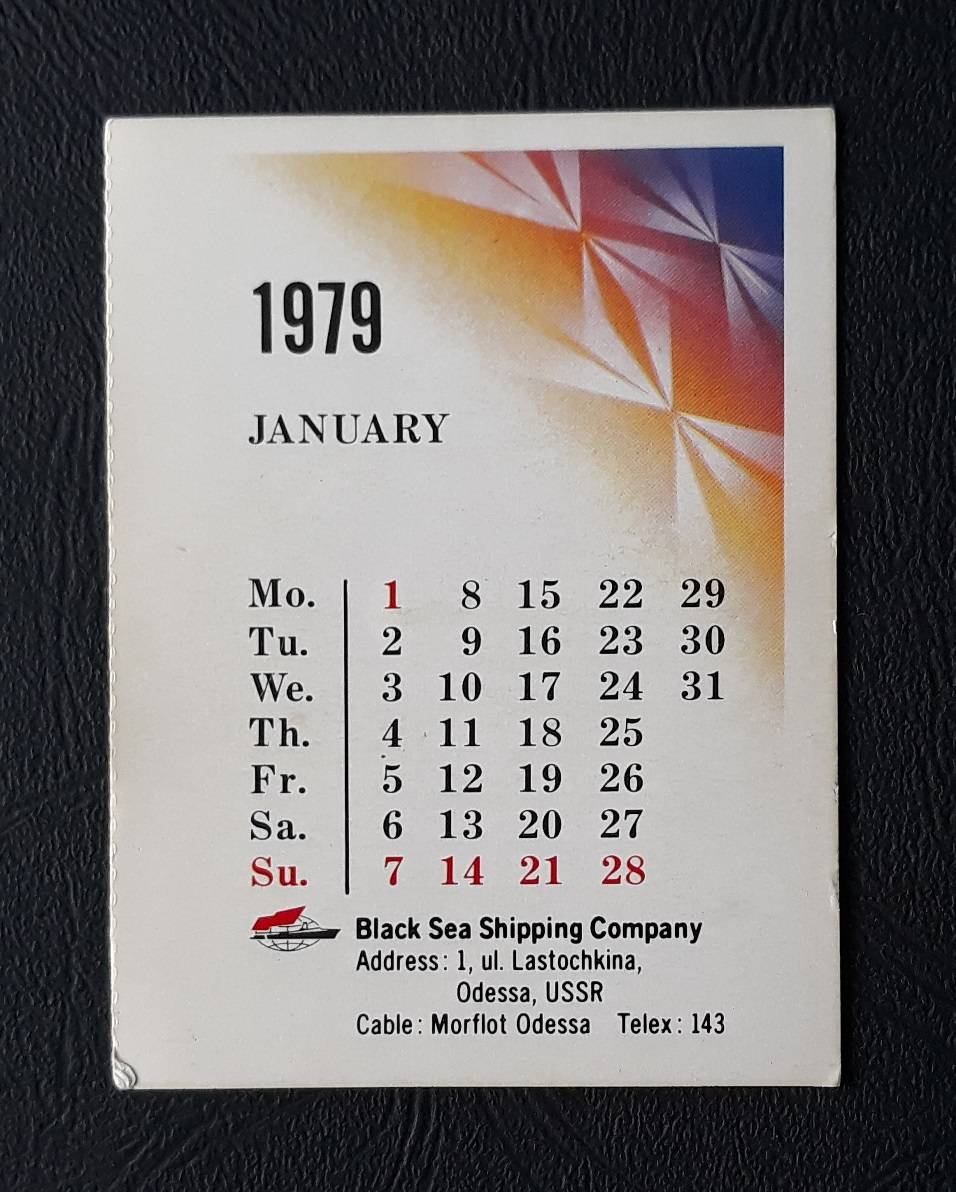 1979
JANUARY
Mo. 1 8 15 22 29
Tu. 2 9 16 23 30
We. 3 10 17 24 31
Th. 4 11 18 25
Fr. 5 12 19 26
Sa. 6 13 20 27
Su. 7 14 21 28
Black Sea Shipping Company
Address: 1, ul. Lastochkina,
Odessa, USSR
Cable: Morflot Odessa Telex: 143